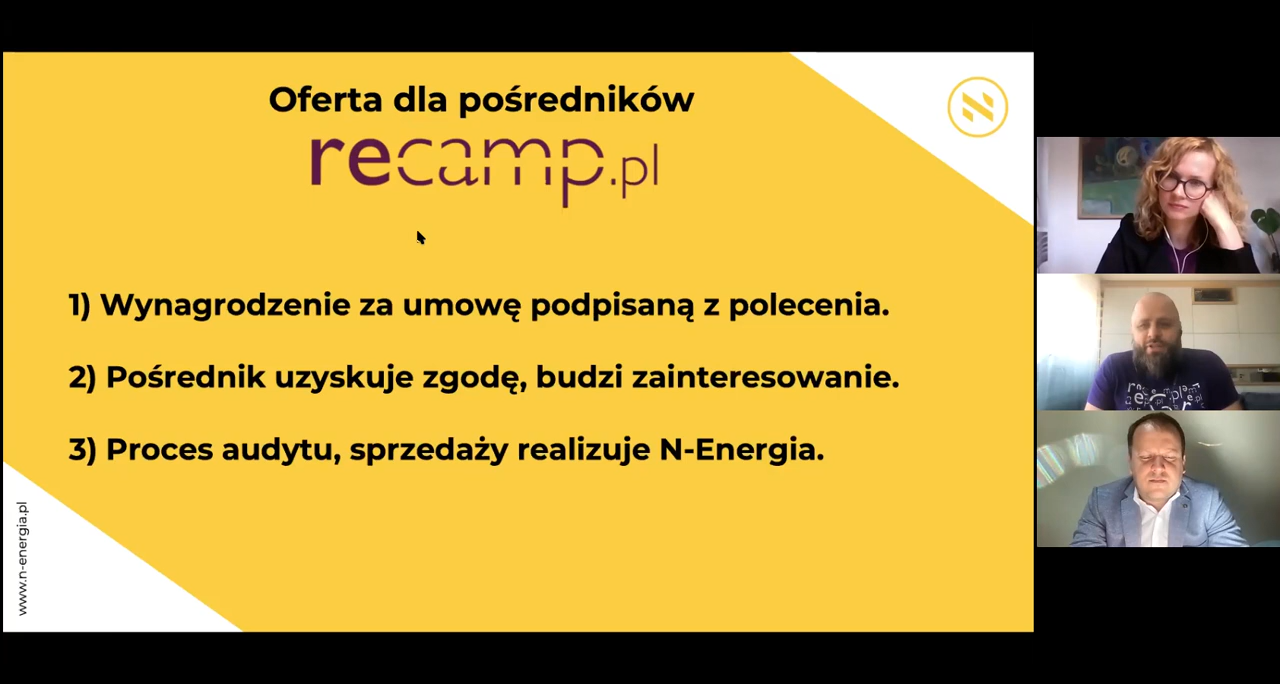 Oferta dla pośredników
recamp.pl
1) Wynagrodzenie za umowę podpisaną z polecenia.
2) Pośrednik uzyskuje zgodę, budzi zainteresowanie.
3) Proces audytu, sprzedaży realizuje N-Energia.
www.n-energia.pl